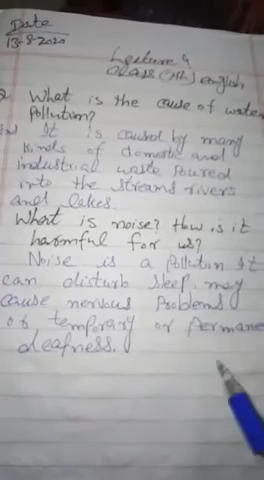 Date
13-8-2020
Lecture 4
Class (7th) English
What is the cause of water
Pollution?
It is caused by many
kinds of domestic and
industrial waste Poured
into the streams rivers
and lakes.
What is noise? How is it
harmful for us?
Noise is a Pollution It
can disturb sleep. may
cause nervous Problems
or temporary or Permane
deafness.